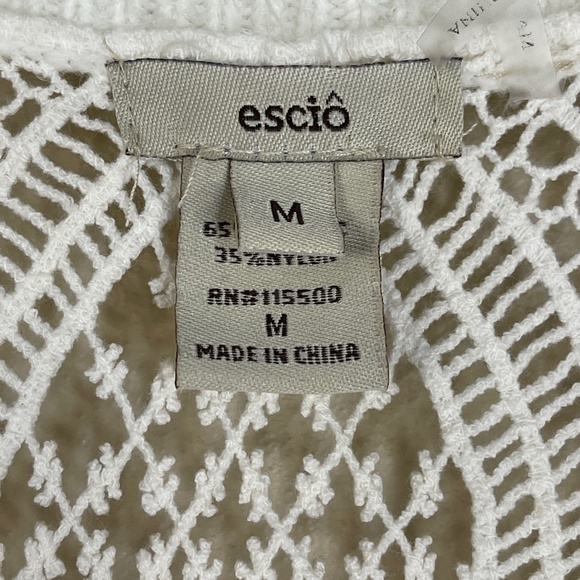 esciô
M
65
35% NYLON
RN#115500
M
MADE IN CHINA